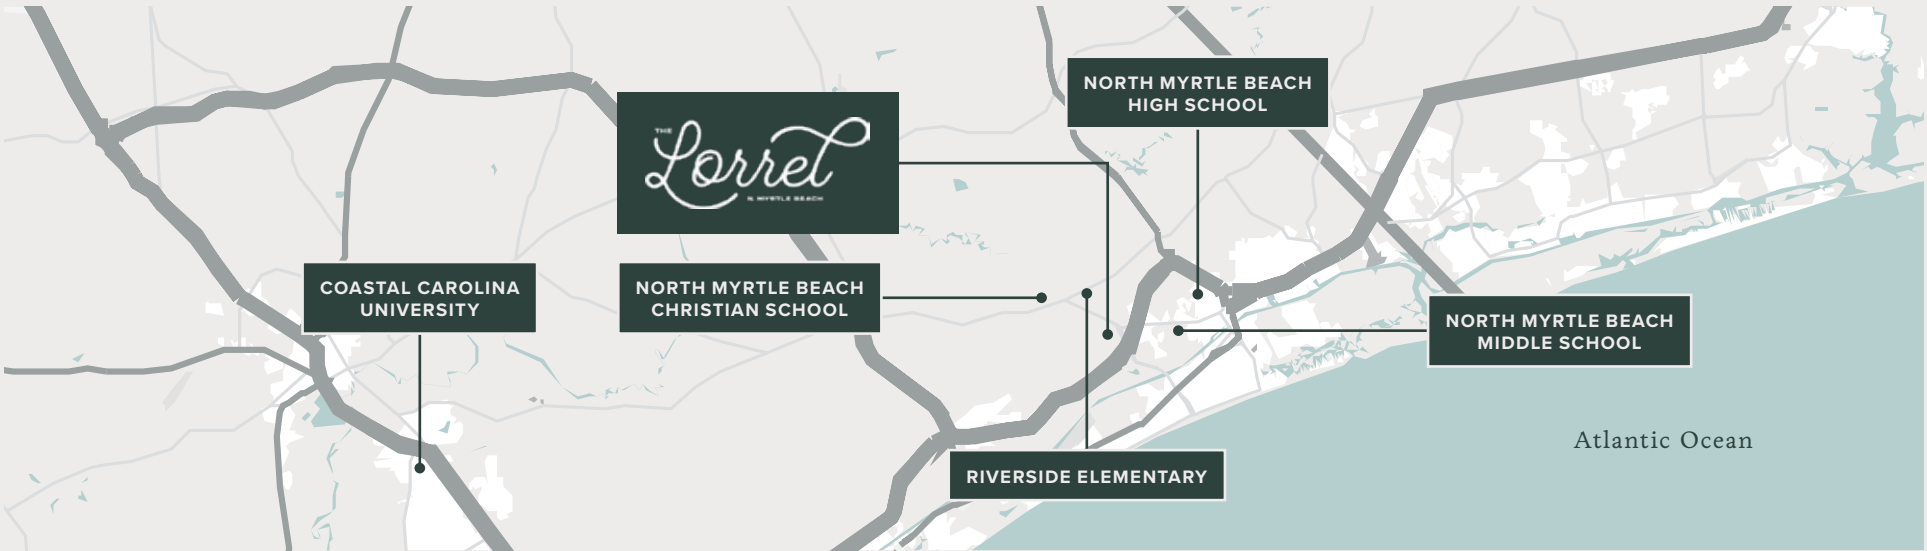 NORTH MYRTLE BEACH
HIGH SCHOOL
THE
Lorret
N. MYRTLE BEACH
COASTAL CAROLINA
UNIVERSITY
NORTH MYRTLE BEACH
CHRISTIAN SCHOOL
NORTH MYRTLE BEACH
MIDDLE SCHOOL
Atlantic Ocean
RIVERSIDE ELEMENTARY